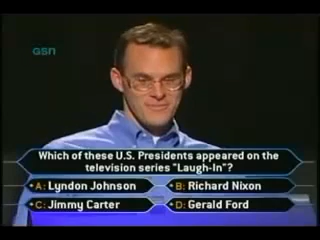 GSN
Which of these U.S. Presidents appeared on the
television series "Laugh-In"?
A: Lyndon Johnson
B: Richard Nixon
C: Jimmy Carter
D: Gerald Ford